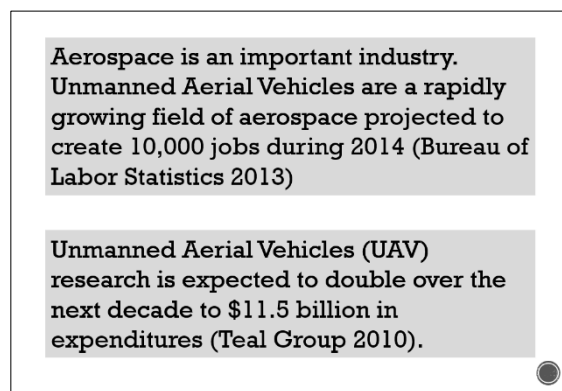 Aerospace is an important industry.
Unmanned Aerial Vehicles are a rapidly
growing field of aerospace projected to
create 10,000 jobs during 2014 (Bureau of
Labor Statistics 2013)
Unmanned Aerial Vehicles (UAV)
research is expected to double over the
next decade to $11.5 billion in
expenditures (Teal Group 2010).